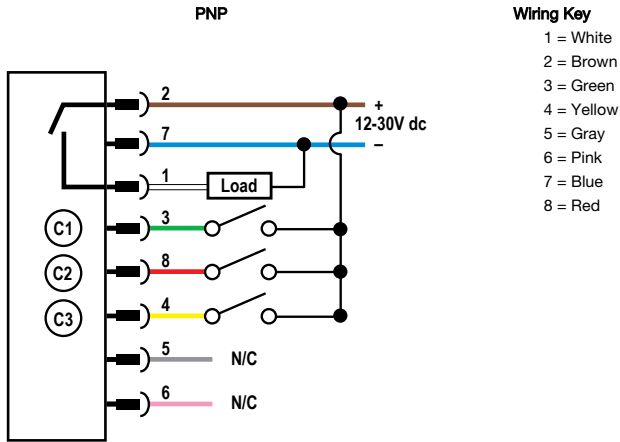 PNP
Wiring Key
1 = White
2 = Brown
3 = Green
4 = Yellow
5 = Gray
6 = Pink
7 = Blue
8 = Red
2
+
12-30V dc
7
–
1
Load
C1
3
C2
8
C3
4
5
N/C
6
N/C